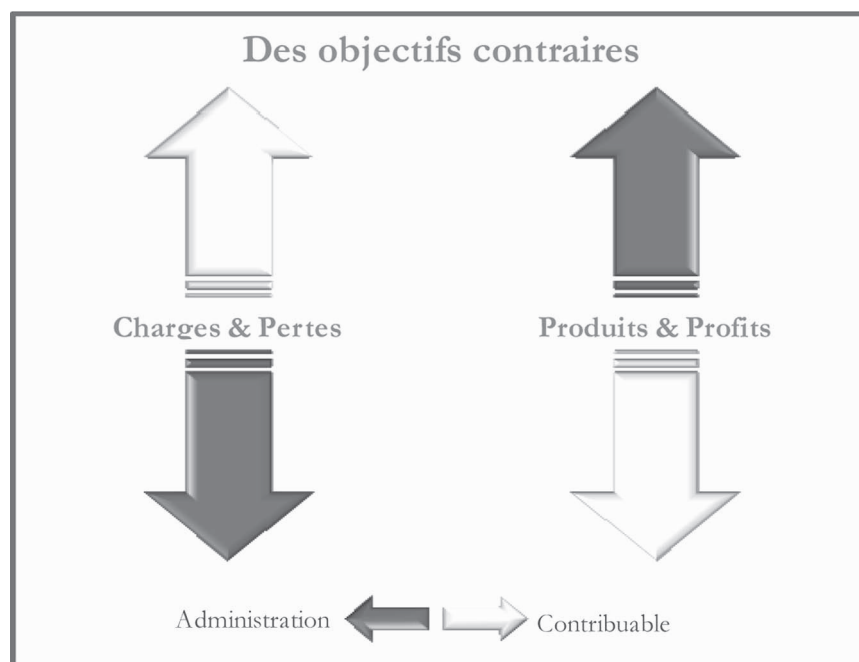 Des objectifs contraires
Charges & Pertes
Produits & Profits
Administration
Contribuable